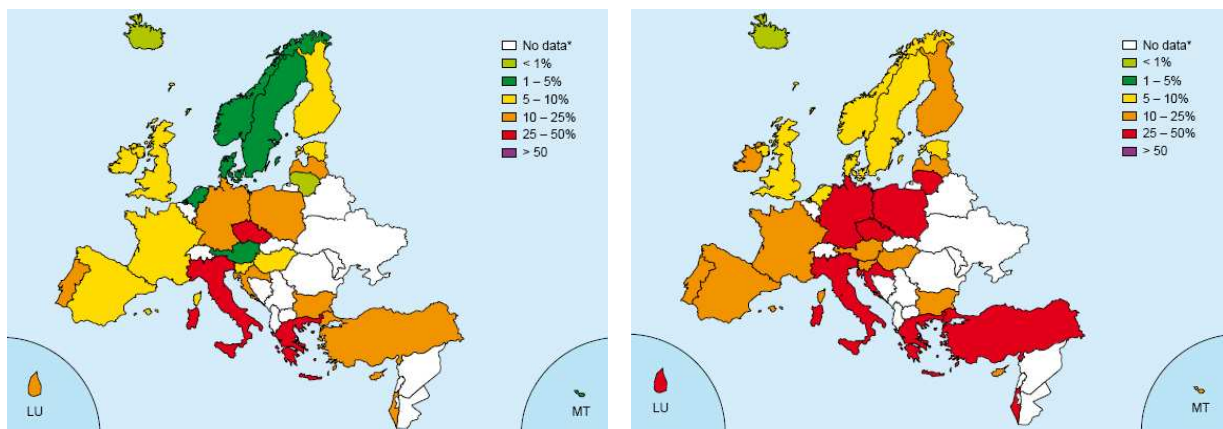 No data*
< 1%
1 – 5%
5 – 10%
10 – 25%
25 – 50%
> 50
LU
MT
No data*
< 1%
1 – 5%
5 – 10%
10 – 25%
25 – 50%
> 50
LU
MT